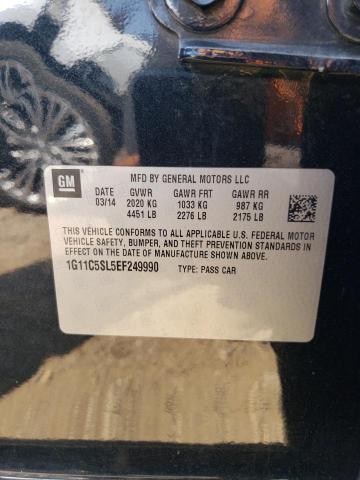 GM
MFD BY GENERAL MOTORS LLC
DATE GVWR GAWR FRT GAWR RR
03/14 2020 KG 1033 KG 987 KG
4451 LB 2276 LB 2175 LB
THIS VEHICLE CONFORMS TO ALL APPLICABLE U.S. FEDERAL MOTOR
VEHICLE SAFETY, BUMPER, AND THEFT PREVENTION STANDARDS IN
EFFECT ON THE DATE OF MANUFACTURE SHOWN ABOVE.
1G11C5SL5EF249990 TYPE: PASS CAR